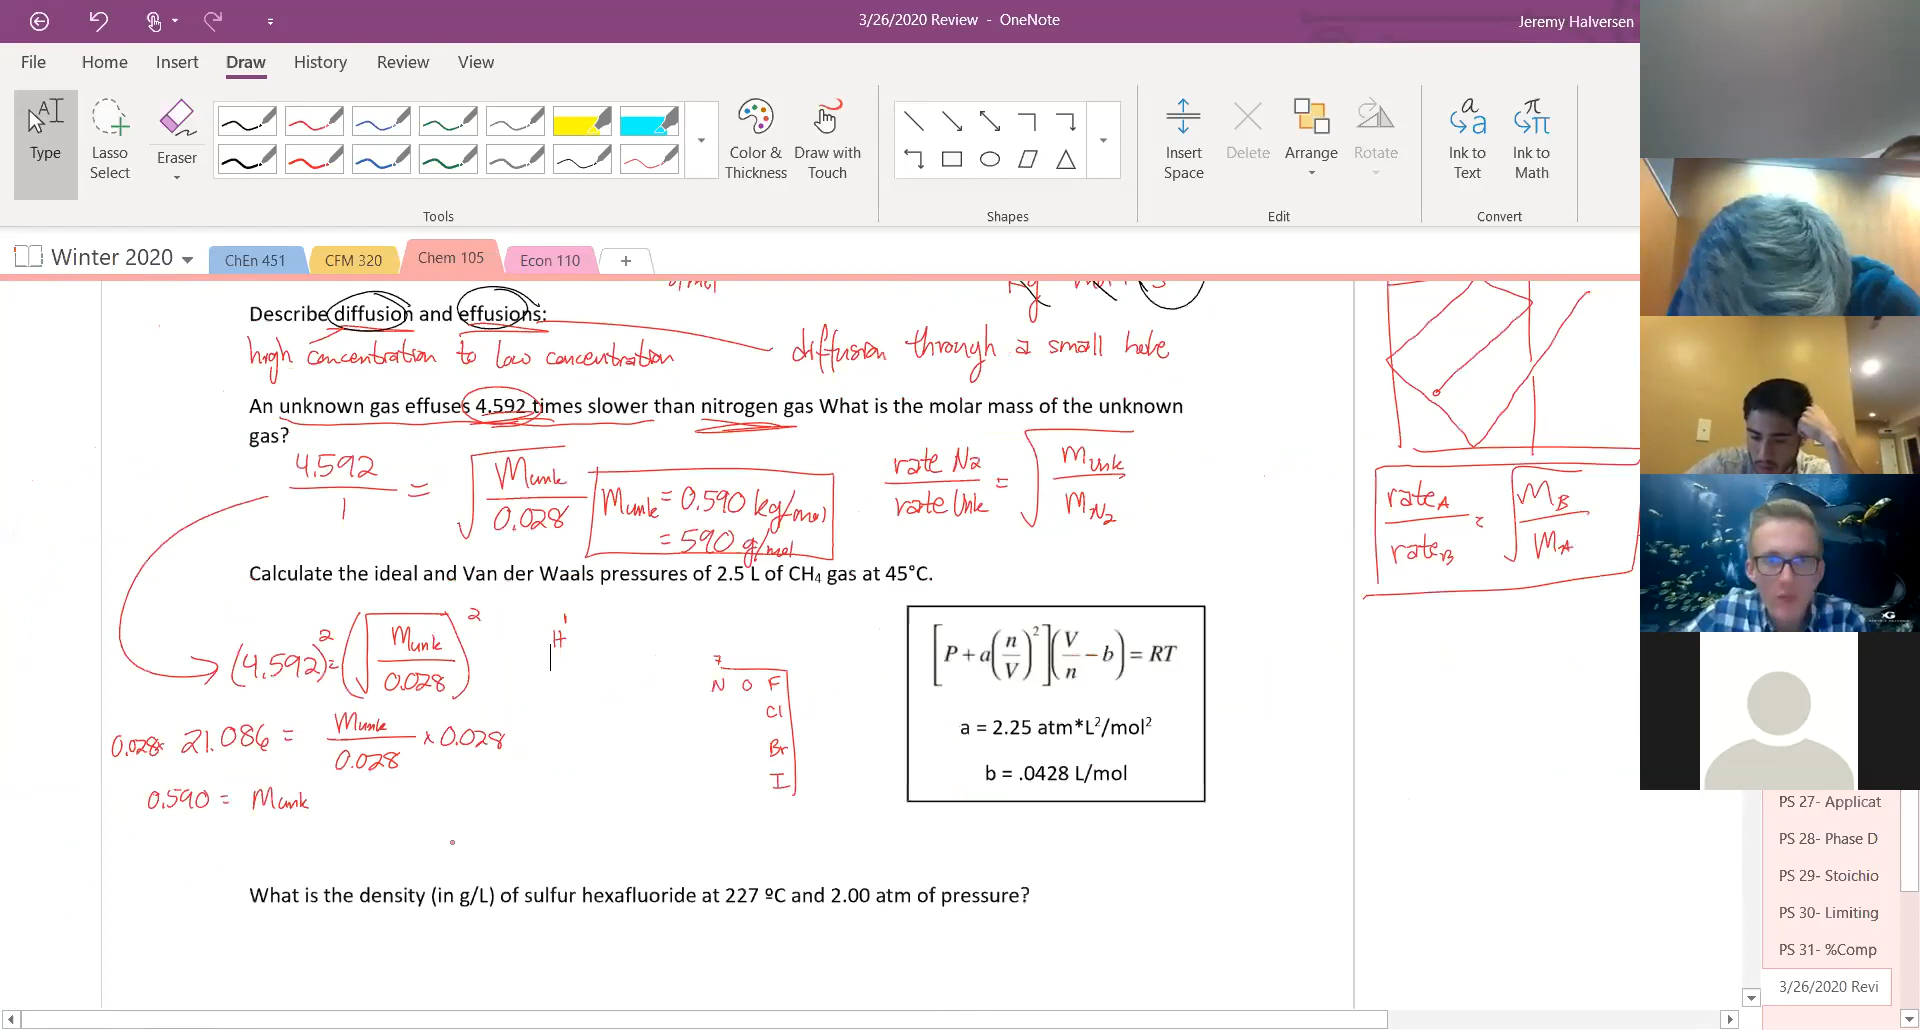 3/26/2020 Review - OneNote
Jeremy Halversen
File Home Insert Draw History Review View
Type
Lasso Select
Eraser
Color & Thickness
Draw with Touch
Insert Space
Delete
Arrange
Rotate
Ink to Text
Ink to Math
Tools
Shapes
Edit
Convert
Winter 2020
ChEn 451
CFM 320
Chem 105
Econ 110
Describe diffusion and effusions:
high concentration to low concentration
diffusion through a small hole
An unknown gas effuses 4.592 times slower than nitrogen gas What is the molar mass of the unknown
gas?
4.592 / 1 = √ Munk / 0.028
Munk = 0.590 kg/mol
= 590 g/mol
rate N2 / rate Unk = √ Munk / MN2
rateA / rateB = √ MB / MA
Calculate the ideal and Van der Waals pressures of 2.5 L of CH₄ gas at 45°C.
(4.592)² = (√ Munk / 0.028)²
H'
7
N O F
Cl
Br
I
[P + a(n/V)²](V/n − b) = RT
a = 2.25 atm*L²/mol²
b = .0428 L/mol
0.028× 21.086 = Munk / 0.028 × 0.028
0.590 = Munk
What is the density (in g/L) of sulfur hexafluoride at 227 ºC and 2.00 atm of pressure?
PS 27- Applicat
PS 28- Phase D
PS 29- Stoichio
PS 30- Limiting
PS 31- %Comp
3/26/2020 Revi